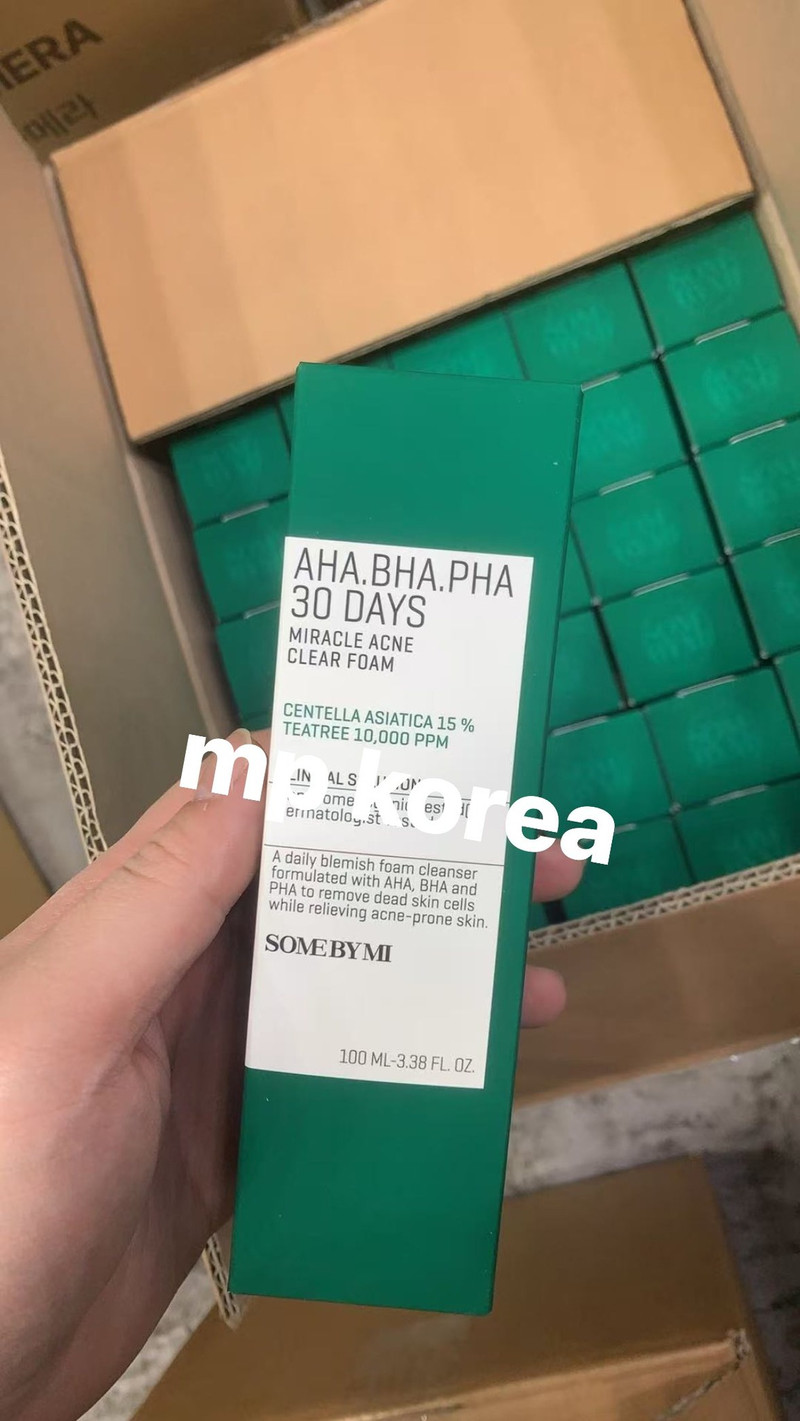 AHA.BHA.PHA
30 DAYS
MIRACLE ACNE
CLEAR FOAM
CENTELLA ASIATICA 15 %
TEATREE 10,000 PPM
mp korea
A daily blemish foam cleanser
formulated with AHA, BHA and
PHA to remove dead skin cells
while relieving acne-prone skin.
SOME BY MI
100 ML-3.38 FL. OZ.